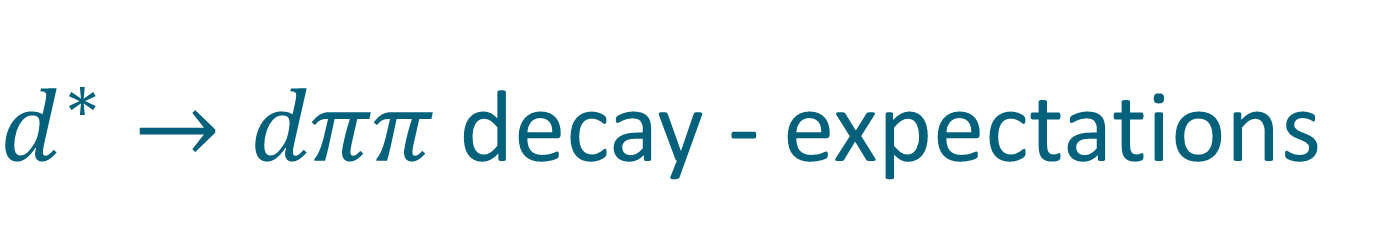 d* → dππ decay - expectations